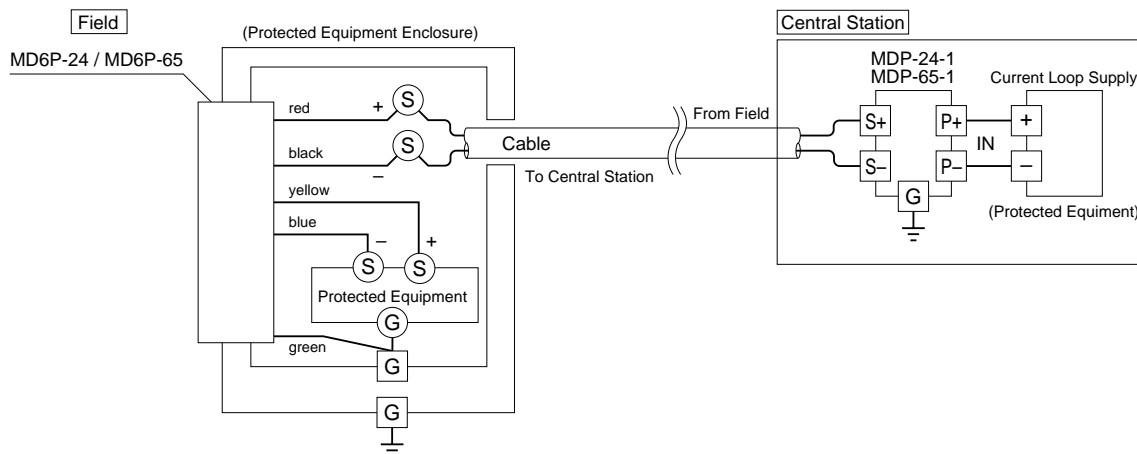 Field
(Protected Equipment Enclosure)
MD6P-24 / MD6P-65
red
+
S
black
–
S
yellow
blue
–
+
S
S
Protected Equipment
G
green
G
G
Cable
To Central Station
From Field
Central Station
MDP-24-1
MDP-65-1
Current Loop Supply
S+
P+
+
IN
S–
P–
–
G
(Protected Equiment)